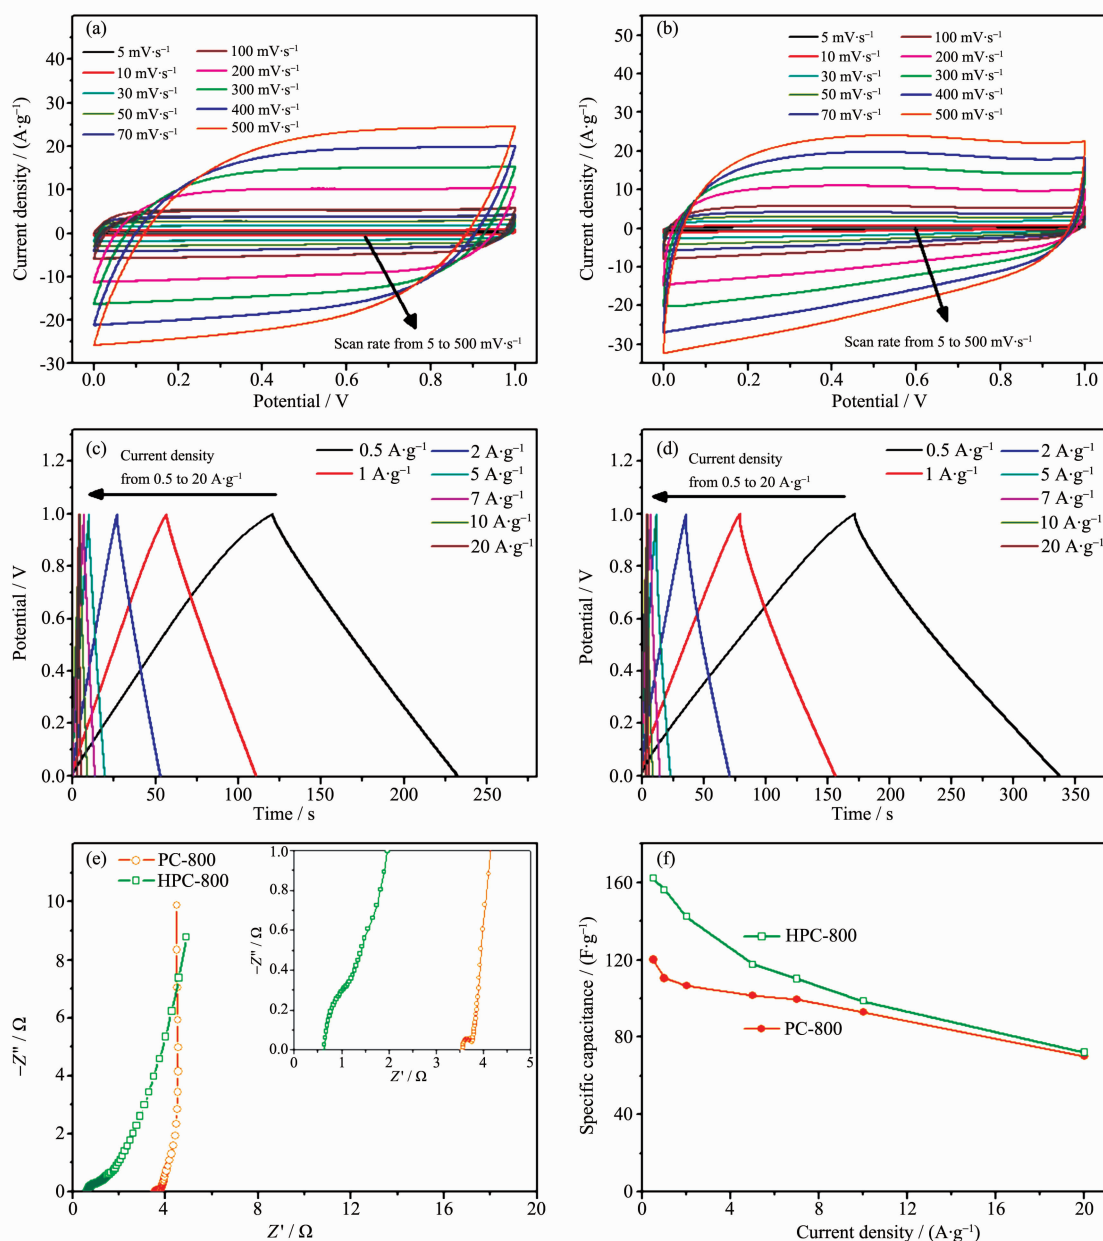 (a)
5 mV·s⁻¹
10 mV·s⁻¹
30 mV·s⁻¹
50 mV·s⁻¹
70 mV·s⁻¹
100 mV·s⁻¹
200 mV·s⁻¹
300 mV·s⁻¹
400 mV·s⁻¹
500 mV·s⁻¹
Current density / (A·g⁻¹)
40
30
20
10
0
-10
-20
-30
Scan rate from 5 to 500 mV·s⁻¹
0.0 0.2 0.4 0.6 0.8 1.0
Potential / V
(b)
5 mV·s⁻¹
10 mV·s⁻¹
30 mV·s⁻¹
50 mV·s⁻¹
70 mV·s⁻¹
100 mV·s⁻¹
200 mV·s⁻¹
300 mV·s⁻¹
400 mV·s⁻¹
500 mV·s⁻¹
Current density / (A·g⁻¹)
50
40
30
20
10
0
-10
-20
-30
Scan rate from 5 to 500 mV·s⁻¹
0.0 0.2 0.4 0.6 0.8 1.0
Potential / V
(c)
Current density
from 0.5 to 20 A·g⁻¹
0.5 A·g⁻¹
1 A·g⁻¹
2 A·g⁻¹
5 A·g⁻¹
7 A·g⁻¹
10 A·g⁻¹
20 A·g⁻¹
Potential / V
1.2
1.0
0.8
0.6
0.4
0.2
0.0
0 50 100 150 200 250
Time / s
(d)
Current density
from 0.5 to 20 A·g⁻¹
0.5 A·g⁻¹
1 A·g⁻¹
2 A·g⁻¹
5 A·g⁻¹
7 A·g⁻¹
10 A·g⁻¹
20 A·g⁻¹
Potential / V
1.2
1.0
0.8
0.6
0.4
0.2
0.0
0 50 100 150 200 250 300 350
Time / s
(e)
PC-800
HPC-800
-Z″ / Ω
10
8
6
4
2
0
0 4 8 12 16 20
Z′ / Ω
-Z″ / Ω
1.0
0.8
0.6
0.4
0.2
0.0
0 1 2 3 4 5
Z′ / Ω
(f)
HPC-800
PC-800
Specific capacitance / (F·g⁻¹)
160
120
80
40
0
0 4 8 12 16 20
Current density / (A·g⁻¹)